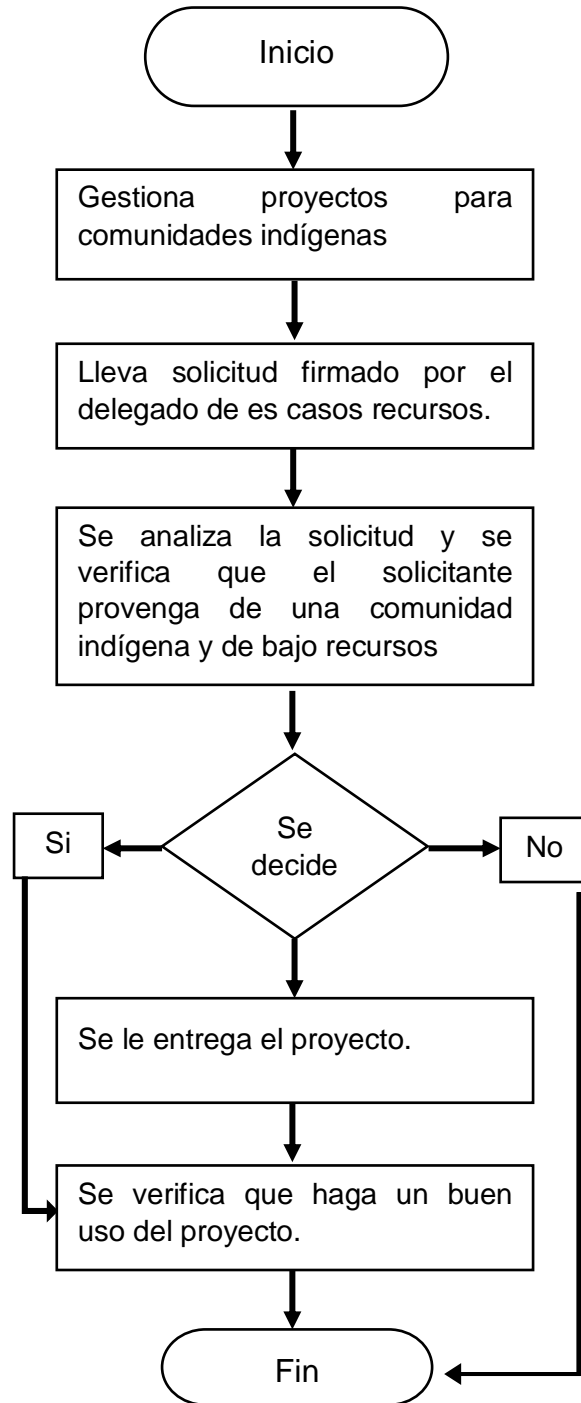 Inicio
Gestiona proyectos para
comunidades indígenas
Lleva solicitud firmado por el
delegado de es casos recursos.
Se analiza la solicitud y se
verifica que el solicitante
provenga de una comunidad
indígena y de bajo recursos
Se
decide
Si
No
Se le entrega el proyecto.
Se verifica que haga un buen
uso del proyecto.
Fin